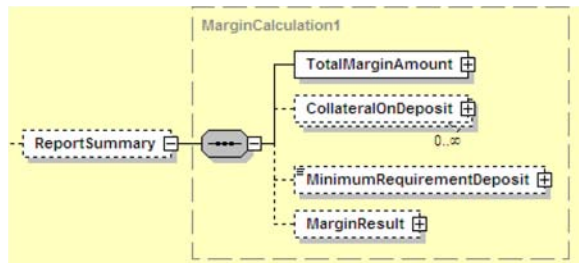 MarginCalculation1
TotalMarginAmount
CollateralOnDeposit
0..∞
ReportSummary
MinimumRequirementDeposit
MarginResult